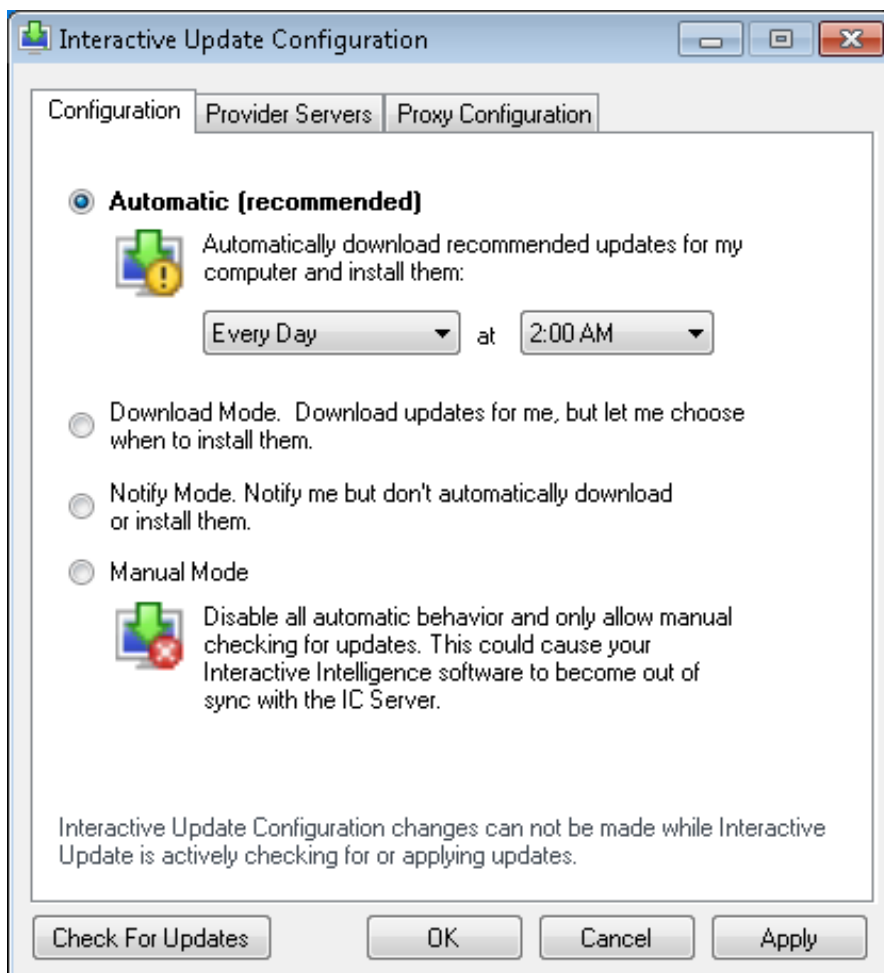 Interactive Update Configuration
Configuration
Provider Servers
Proxy Configuration
Automatic (recommended)
Automatically download recommended updates for my
computer and install them:
Every Day
at
2:00 AM
Download Mode.  Download updates for me, but let me choose
when to install them.
Notify Mode. Notify me but don't automatically download
or install them.
Manual Mode
Disable all automatic behavior and only allow manual
checking for updates. This could cause your
Interactive Intelligence software to become out of
sync with the IC Server.
Interactive Update Configuration changes can not be made while Interactive
Update is actively checking for or applying updates.
Check For Updates
OK
Cancel
Apply